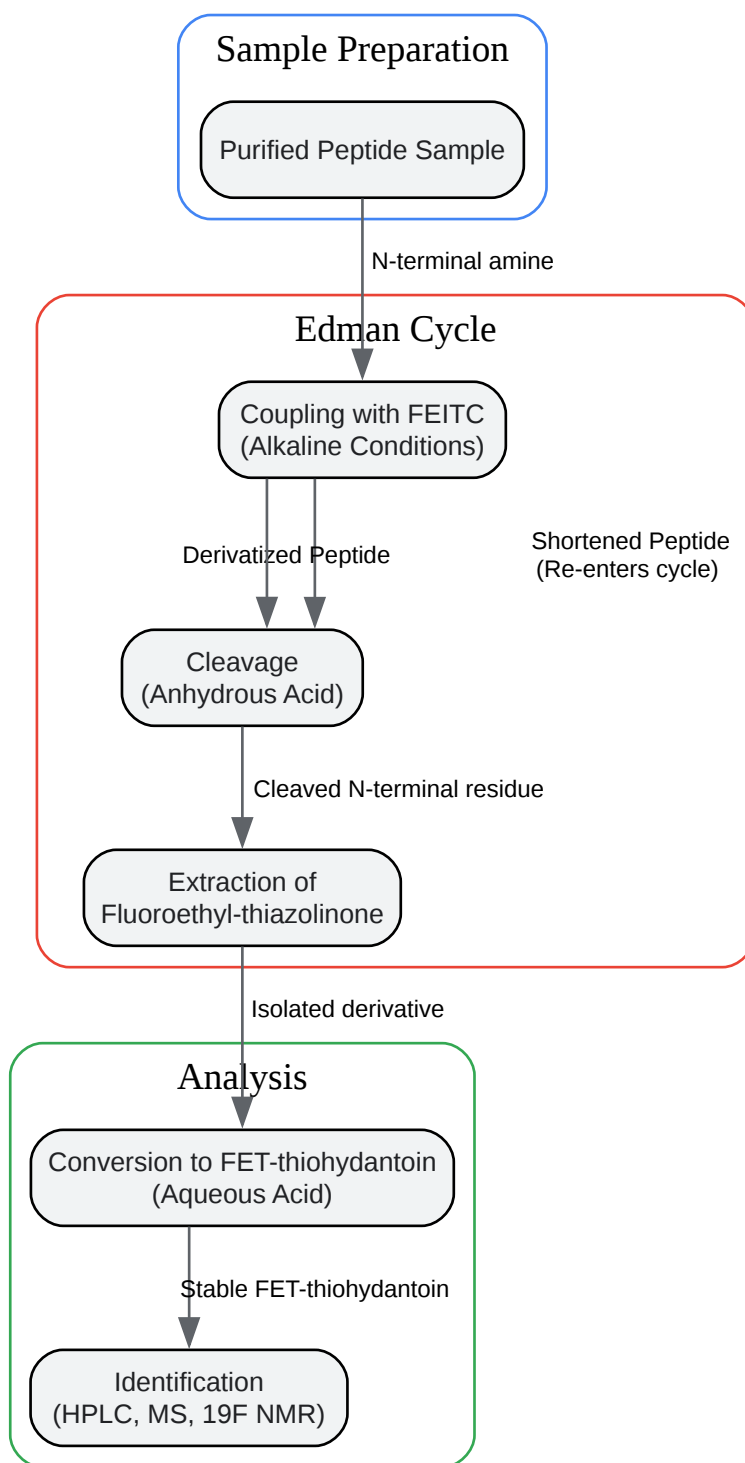 Sample Preparation
Purified Peptide Sample
N-terminal amine
Edman Cycle
Coupling with FEITC
(Alkaline Conditions)
Derivatized Peptide
Shortened Peptide
(Re-enters cycle)
Cleavage
(Anhydrous Acid)
Cleaved N-terminal residue
Extraction of
Fluoroethyl-thiazolinone
Isolated derivative
Analysis
Conversion to FET-thiohydantoin
(Aqueous Acid)
Stable FET-thiohydantoin
Identification
(HPLC, MS, 19F NMR)